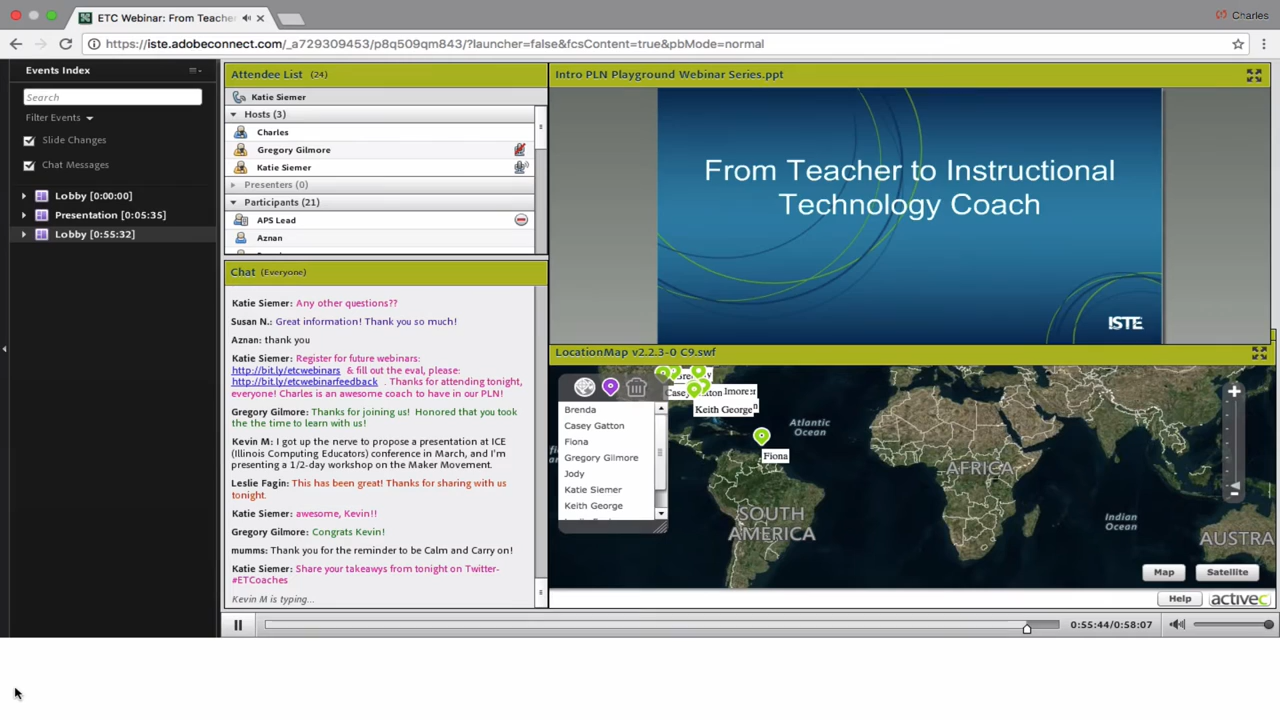 ETC Webinar: From Teacher
Charles
https://iste.adobeconnect.com/_a729309453/p8q509qm843/?launcher=false&fcsContent=true&pbMode=normal
Events Index
Search
Filter Events
Slide Changes
Chat Messages
Lobby [0:00:00]
Presentation [0:05:35]
Lobby [0:55:32]
Attendee List (24)
Katie Siemer
Hosts (3)
Charles
Gregory Gilmore
Katie Siemer
Presenters (0)
Participants (21)
APS Lead
Aznan
Chat (Everyone)
Katie Siemer: Any other questions??
Susan N.: Great information! Thank you so much!
Aznan: thank you
Katie Siemer: Register for future webinars:
http://bit.ly/etcwebinars & fill out the eval, please:
http://bit.ly/etcwebinarfeedback . Thanks for attending tonight,
everyone! Charles is an awesome coach to have in our PLN!
Gregory Gilmore: Thanks for joining us! Honored that you took
the the time to learn with us!
Kevin M: I got up the nerve to propose a presentation at ICE
(Illinois Computing Educators) conference in March, and I'm
presenting a 1/2-day workshop on the Maker Movement.
Leslie Fagin: This has been great! Thanks for sharing with us
tonight.
Katie Siemer: awesome, Kevin!!
Gregory Gilmore: Congrats Kevin!
mumms: Thank you for the reminder to be Calm and Carry on!
Katie Siemer: Share your takeawys from tonight on Twitter-
#ETCoaches
Kevin M is typing...
Intro PLN Playground Webinar Series.ppt
From Teacher to Instructional
Technology Coach
ISTE
LocationMap v2.2.3-0 C9.swf
Brenda
Casey Gatton
Fiona
Gregory Gilmore
Jody
Katie Siemer
Keith George
Keith George
Fiona
Atlantic
Ocean
AFRICA
SOUTH
AMERICA
Indian
Ocean
AUSTRA
Map
Satellite
Help
activeC
0:55:44/0:58:07